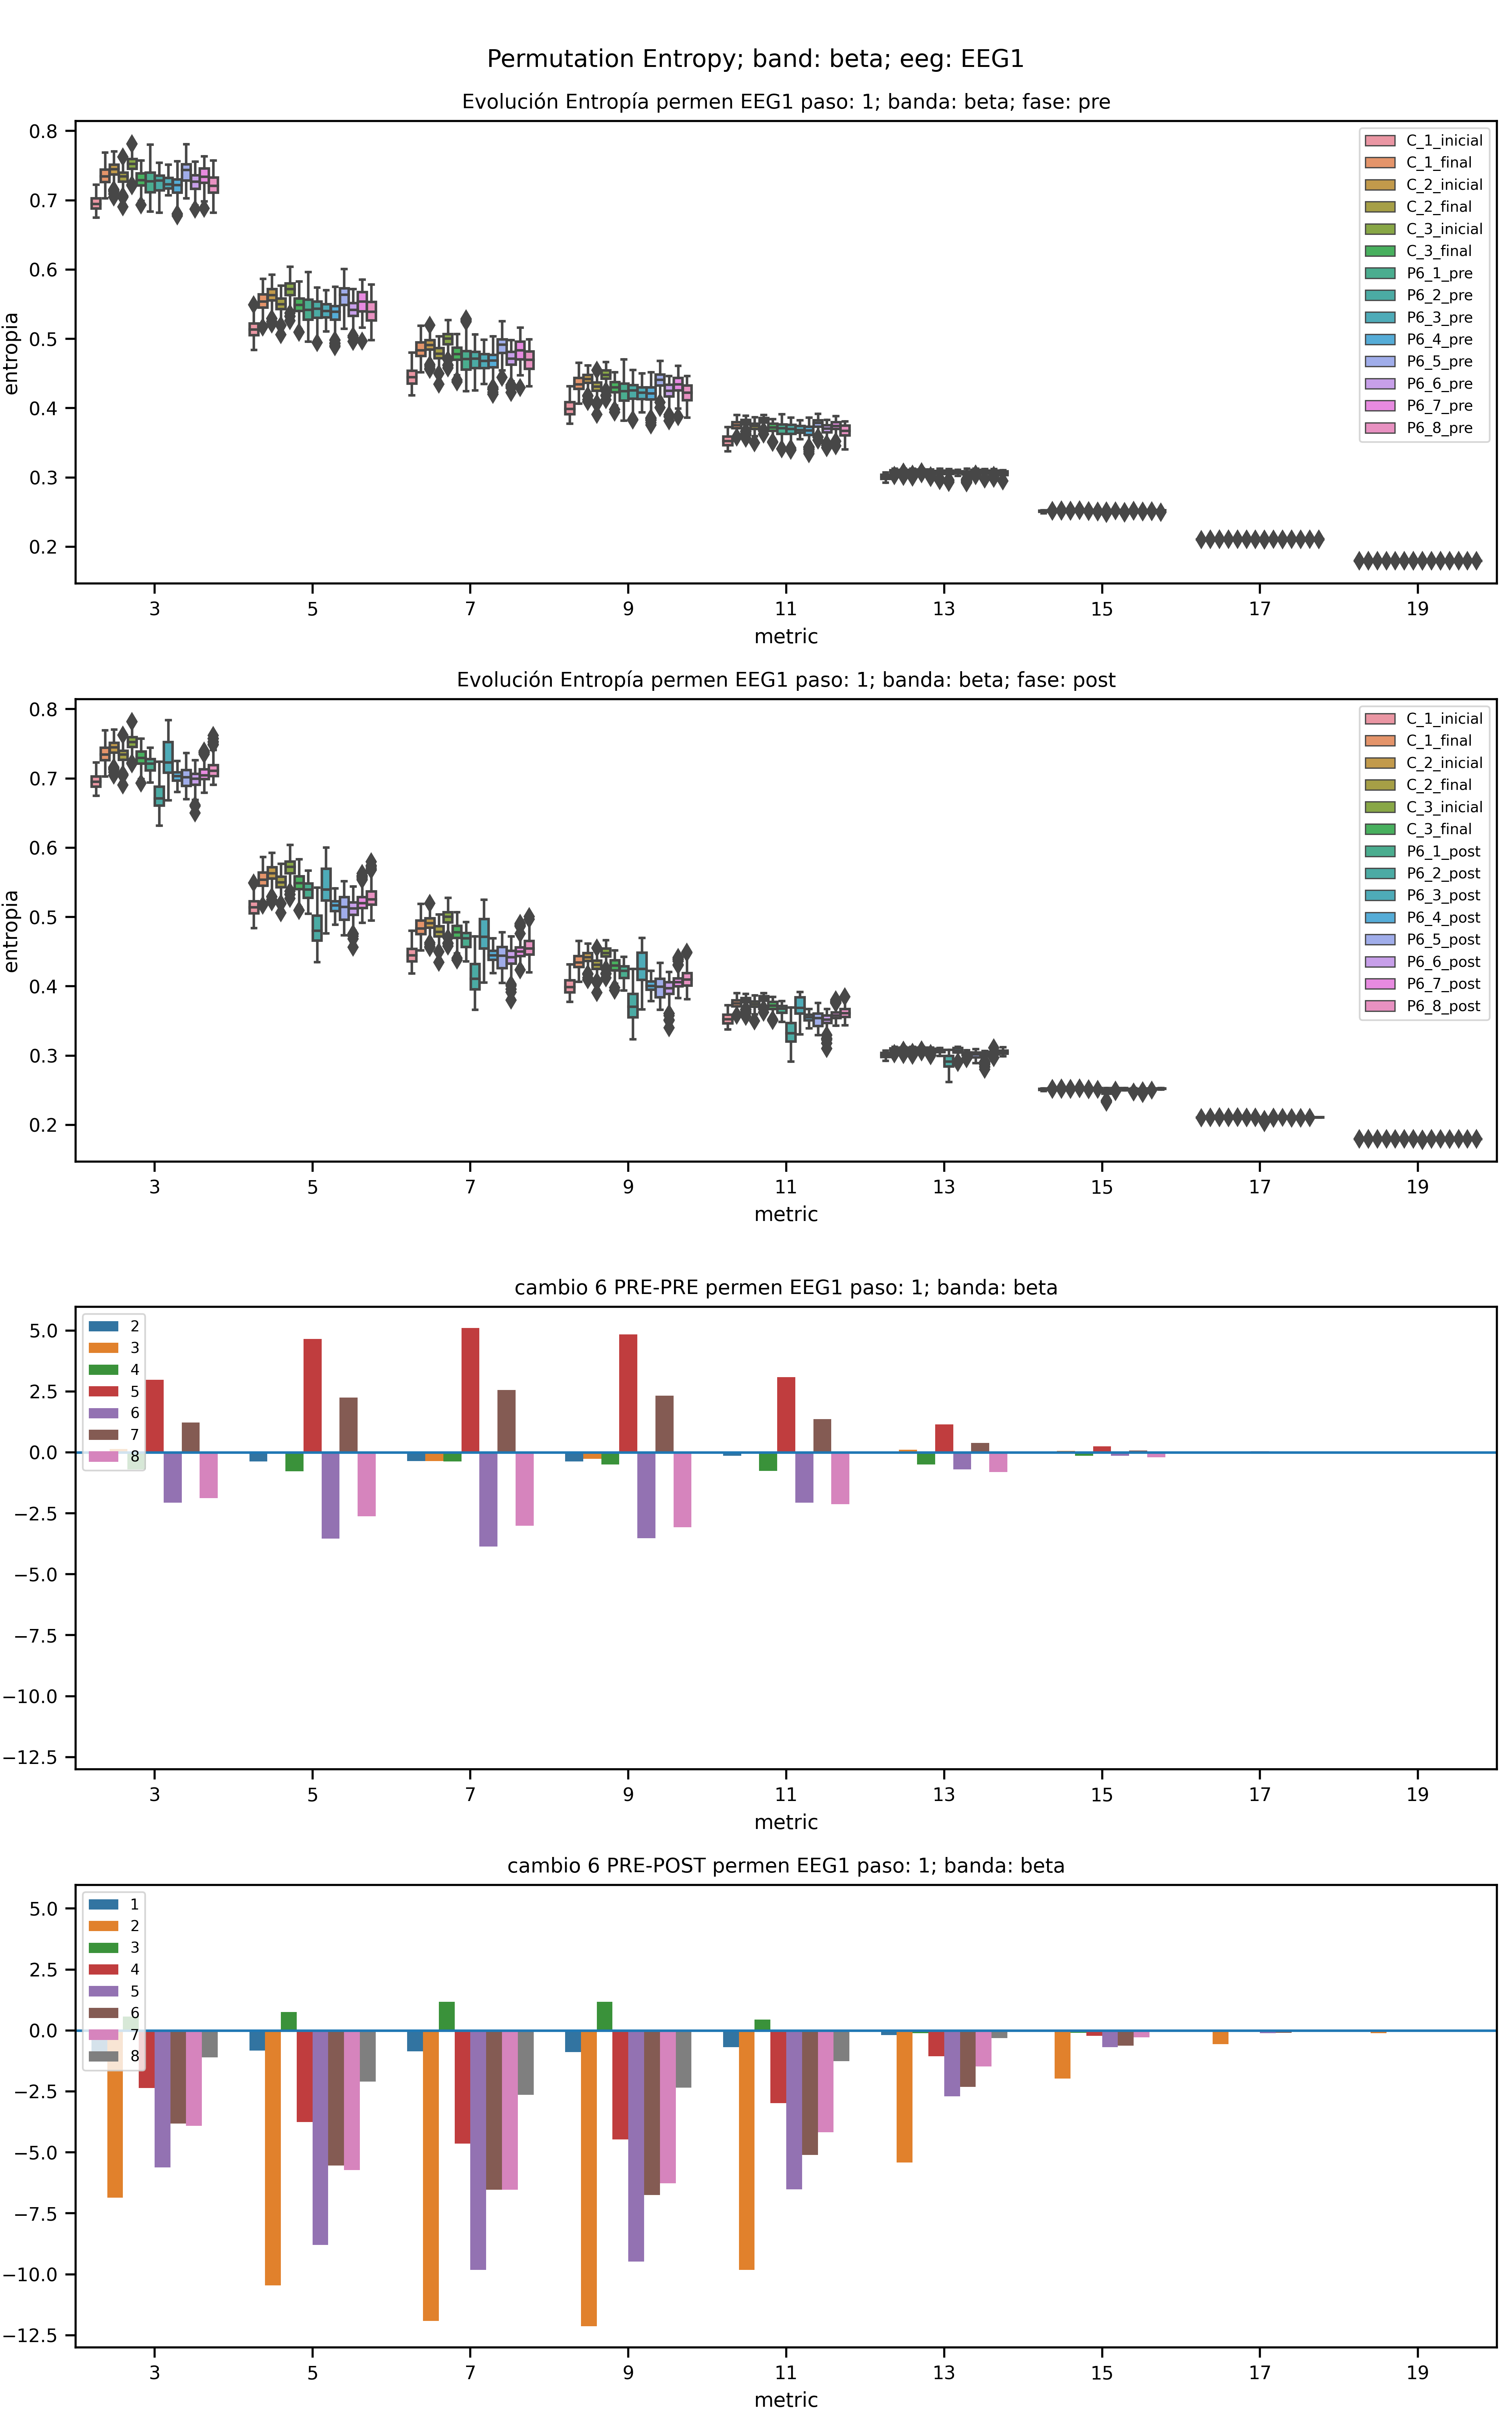 Permutation Entropy; band: beta; eeg: EEG1
Evolución Entropía permen EEG1 paso: 1; banda: beta; fase: pre
0.8
0.7
0.6
0.5
0.4
0.3
0.2
entropia
C_1_inicial
C_1_final
C_2_inicial
C_2_final
C_3_inicial
C_3_final
P6_1_pre
P6_2_pre
P6_3_pre
P6_4_pre
P6_5_pre
P6_6_pre
P6_7_pre
P6_8_pre
3 5 7 9 11 13 15 17 19
metric
Evolución Entropía permen EEG1 paso: 1; banda: beta; fase: post
0.8
0.7
0.6
0.5
0.4
0.3
0.2
entropia
C_1_inicial
C_1_final
C_2_inicial
C_2_final
C_3_inicial
C_3_final
P6_1_post
P6_2_post
P6_3_post
P6_4_post
P6_5_post
P6_6_post
P6_7_post
P6_8_post
3 5 7 9 11 13 15 17 19
metric
cambio 6 PRE-PRE permen EEG1 paso: 1; banda: beta
5.0
2.5
0.0
−2.5
−5.0
−7.5
−10.0
−12.5
2
3
4
5
6
7
8
3 5 7 9 11 13 15 17 19
metric
cambio 6 PRE-POST permen EEG1 paso: 1; banda: beta
5.0
2.5
0.0
−2.5
−5.0
−7.5
−10.0
−12.5
1
2
3
4
5
6
7
8
3 5 7 9 11 13 15 17 19
metric